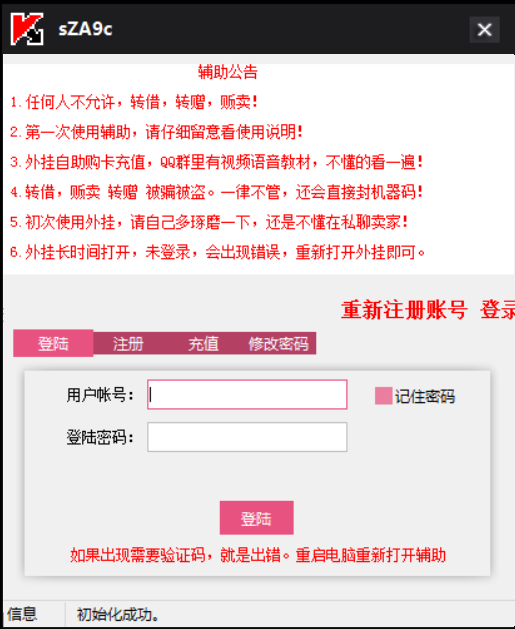 sZA9c
辅助公告
1.任何人不允许，转借，转赠，贩卖！
2.第一次使用辅助，请仔细留意看使用说明！
3.外挂自助购卡充值，QQ群里有视频语音教材，不懂的看一遍！
4.转借，贩卖 转赠 被骗被盗。一律不管，还会直接封机器码！
5.初次使用外挂，请自己多琢磨一下，还是不懂在私聊卖家！
6.外挂长时间打开，未登录，会出现错误，重新打开外挂即可。
重新注册账号 登录
登陆 注册 充值 修改密码
用户帐号： 记住密码
登陆密码：
登陆
如果出现需要验证码，就是出错。重启电脑重新打开辅助
信息 初始化成功。